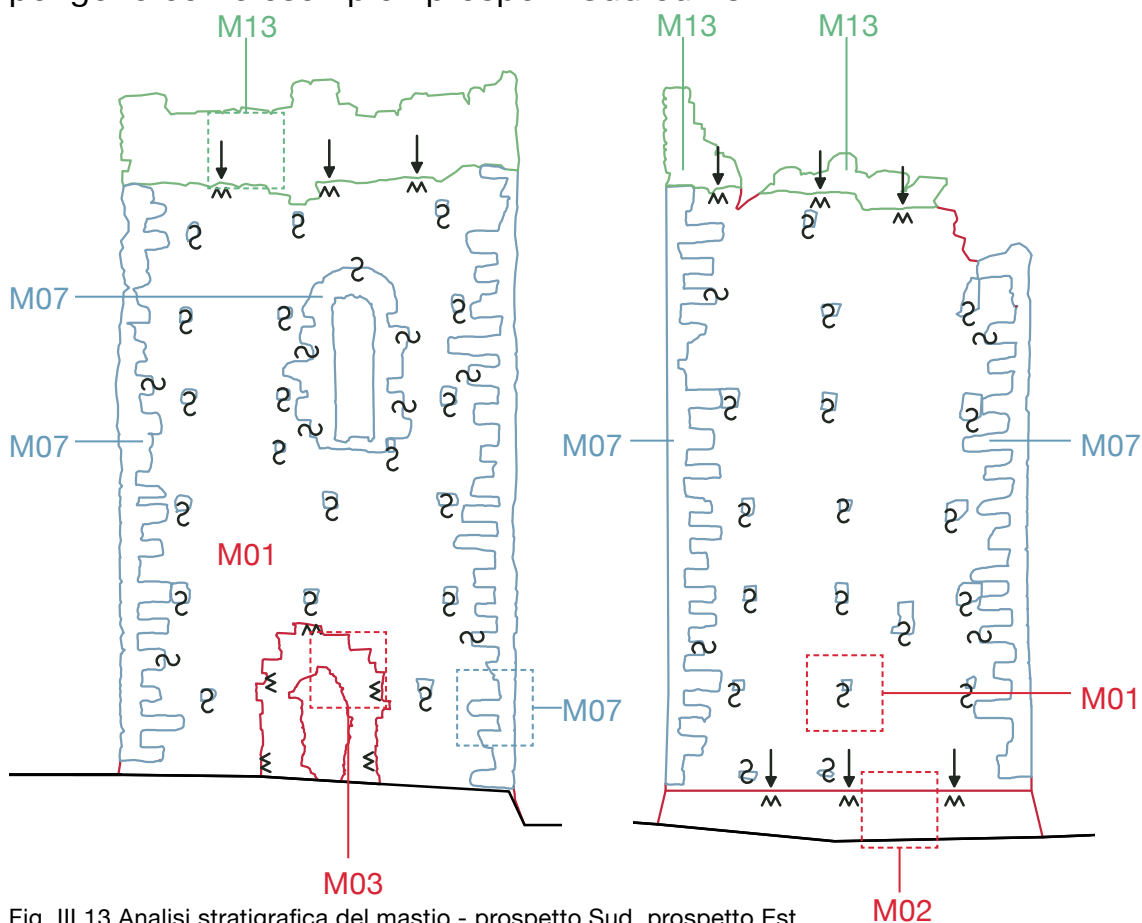 M13
M13
M13
M07
M07
M07
M07
M01
M01
M07
M03
M02
Fig. III.13 Analisi stratigrafica del mastio - prospetto Sud, prospetto Est